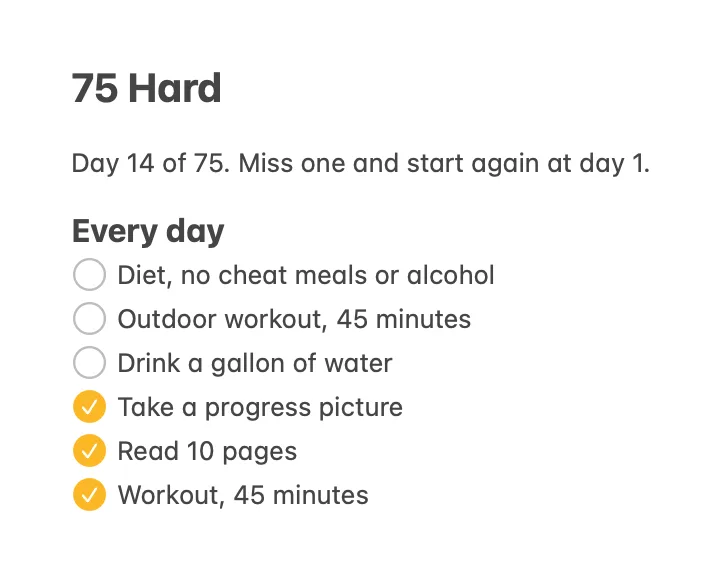 75 Hard
Day 14 of 75. Miss one and start again at day 1.
Every day
Diet, no cheat meals or alcohol
Outdoor workout, 45 minutes
Drink a gallon of water
Take a progress picture
Read 10 pages
Workout, 45 minutes